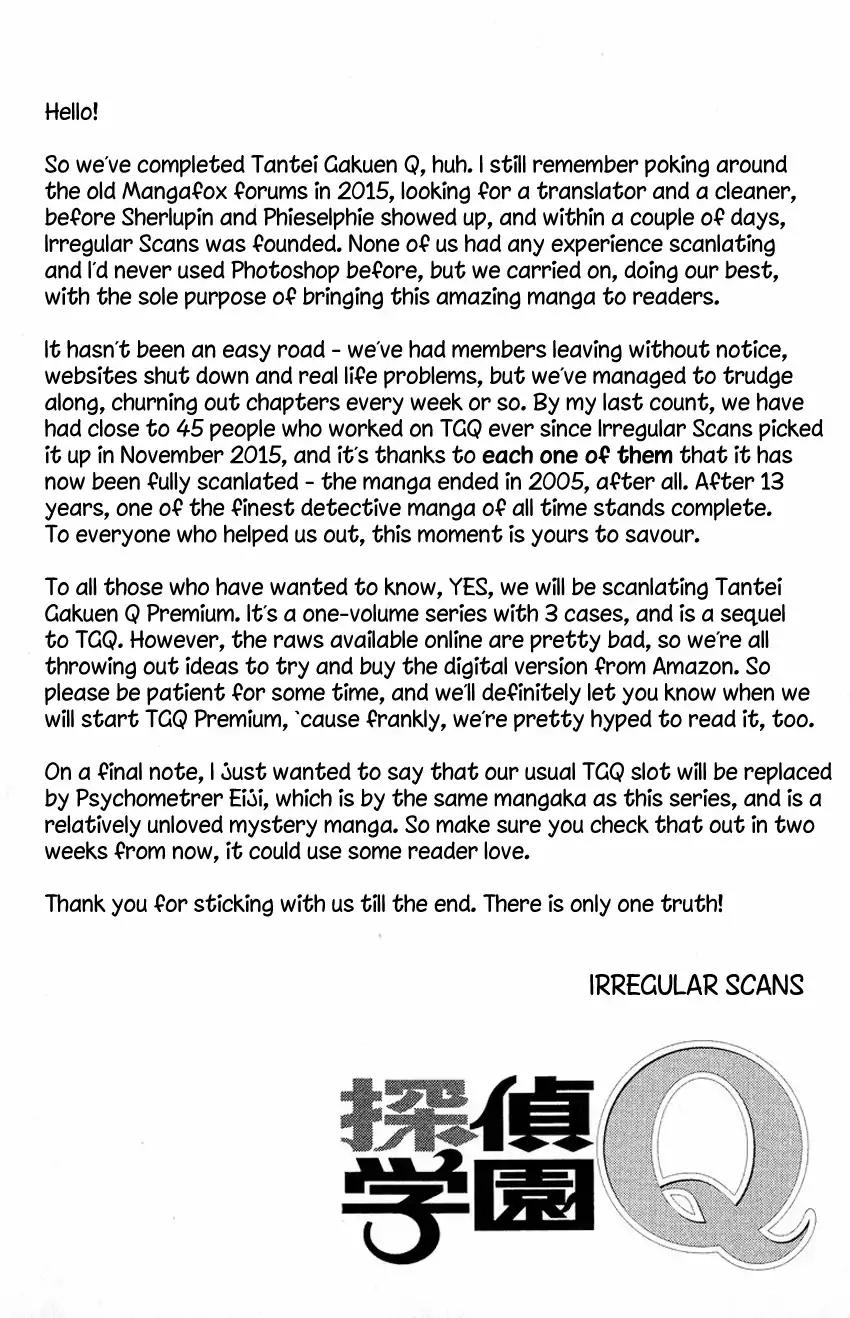 Hello!
So we've completed Tantei Gakuen Q, huh. I still remember poking around
the old Mangafox forums in 2015, looking for a translator and a cleaner,
before Sherlupin and Phieselphie showed up, and within a couple of days,
Irregular Scans was founded. None of us had any experience scanlating
and I'd never used Photoshop before, but we carried on, doing our best,
with the sole purpose of bringing this amazing manga to readers.
It hasn't been an easy road - we've had members leaving without notice,
websites shut down and real life problems, but we've managed to trudge
along, churning out chapters every week or so. By my last count, we have
had close to 45 people who worked on TGQ ever since Irregular Scans picked
it up in November 2015, and it's thanks to each one of them that it has
now been fully scanlated - the manga ended in 2005, after all. After 13
years, one of the finest detective manga of all time stands complete.
To everyone who helped us out, this moment is yours to savour.
To all those who have wanted to know, YES, we will be scanlating Tantei
Gakuen Q Premium. It's a one-volume series with 3 cases, and is a sequel
to TGQ. However, the raws available online are pretty bad, so we're all
throwing out ideas to try and buy the digital version from Amazon. So
please be patient for some time, and we'll definitely let you know when we
will start TGQ Premium, `cause frankly, we're pretty hyped to read it, too.
On a final note, I just wanted to say that our usual TGQ slot will be replaced
by Psychometrer Eiji, which is by the same mangaka as this series, and is a
relatively unloved mystery manga. So make sure you check that out in two
weeks from now, it could use some reader love.
Thank you for sticking with us till the end. There is only one truth!
IRREGULAR SCANS
探偵
学園Q